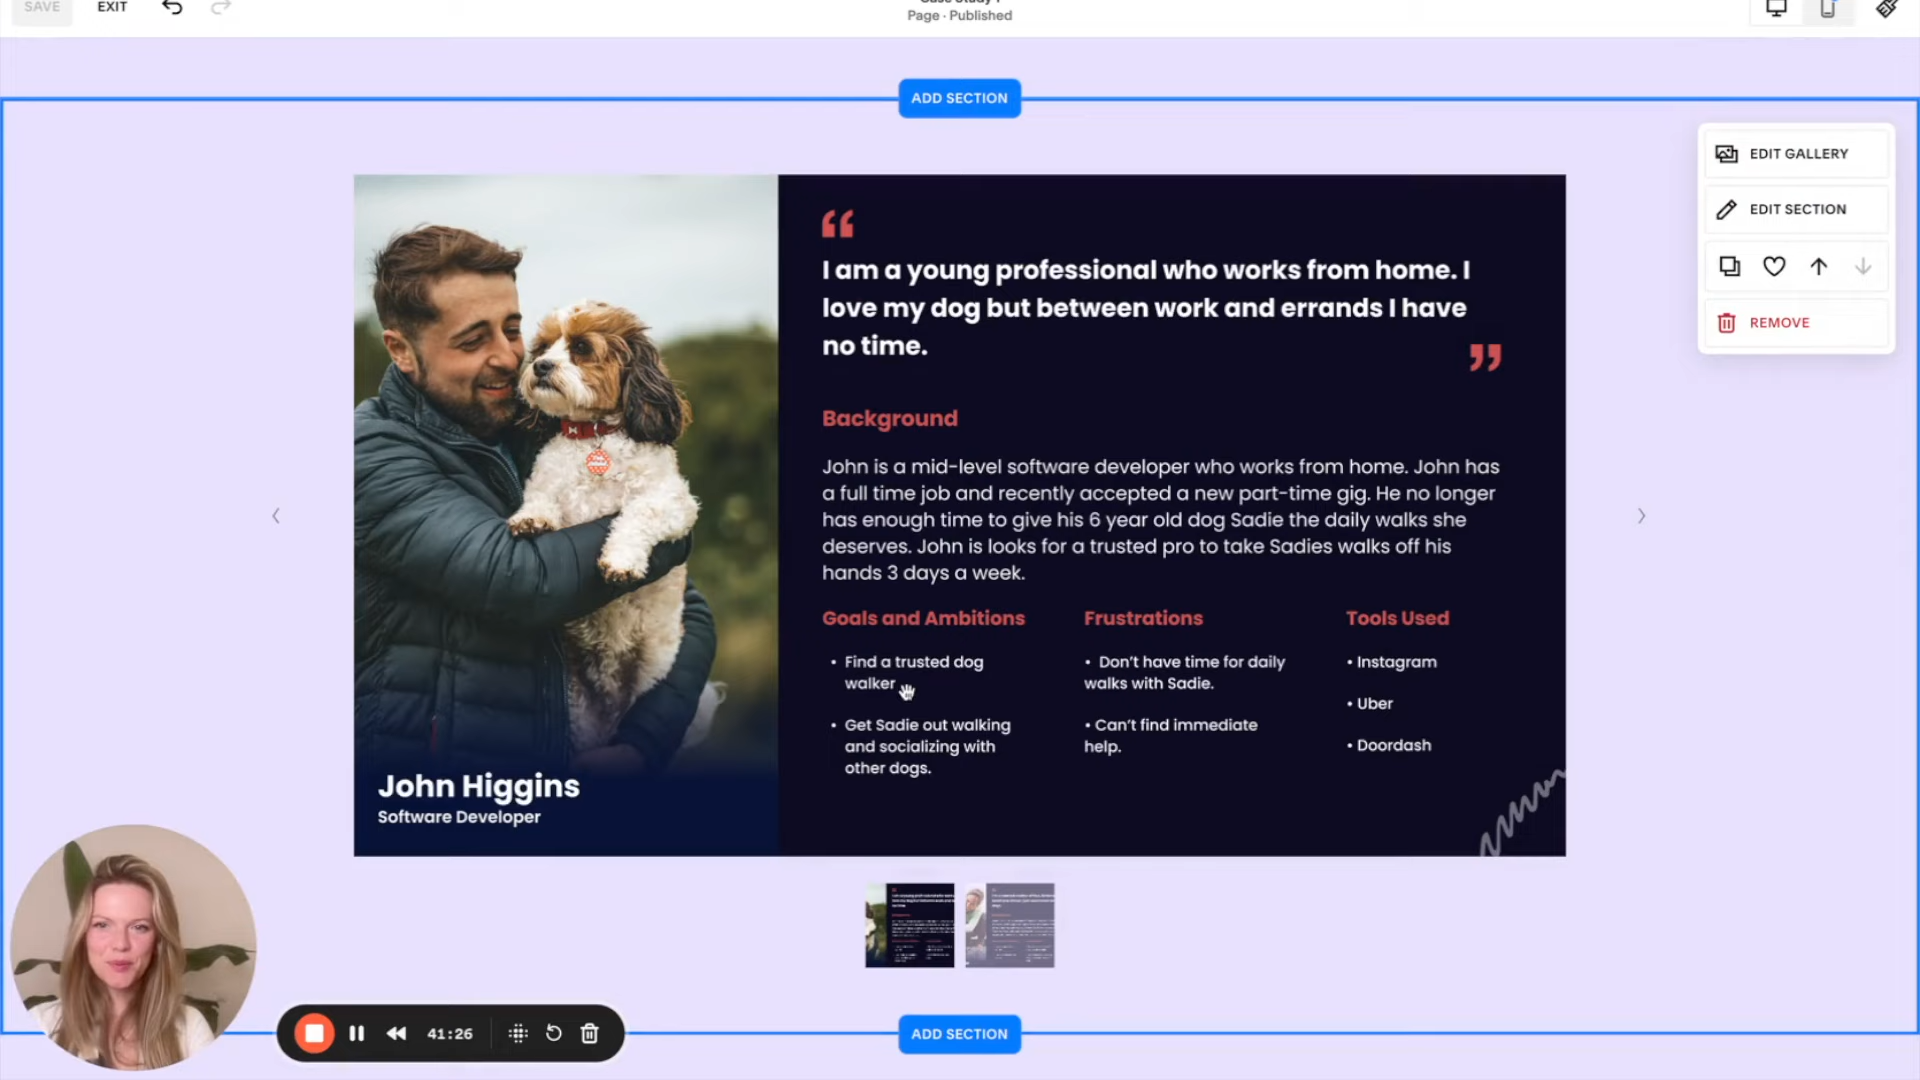 SAVE
EXIT
Page · Published
ADD SECTION
EDIT GALLERY
EDIT SECTION
REMOVE
“
I am a young professional who works from home. I
love my dog but between work and errands I have
no time.
”
Background
John is a mid-level software developer who works from home. John has
a full time job and recently accepted a new part-time gig. He no longer
has enough time to give his 6 year old dog Sadie the daily walks she
deserves. John is looks for a trusted pro to take Sadies walks off his
hands 3 days a week.
Goals and Ambitions
• Find a trusted dog
walker
• Get Sadie out walking
and socializing with
other dogs.
Frustrations
• Don't have time for daily
walks with Sadie.
• Can't find immediate
help.
Tools Used
• Instagram
• Uber
• Doordash
John Higgins
Software Developer
41:26
ADD SECTION